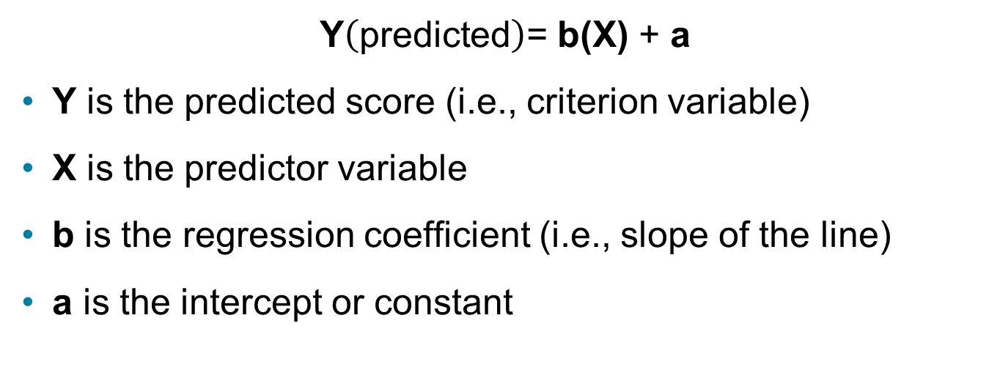 Y(predicted)= b(X) + a
• Y is the predicted score (i.e., criterion variable)
• X is the predictor variable
• b is the regression coefficient (i.e., slope of the line)
• a is the intercept or constant